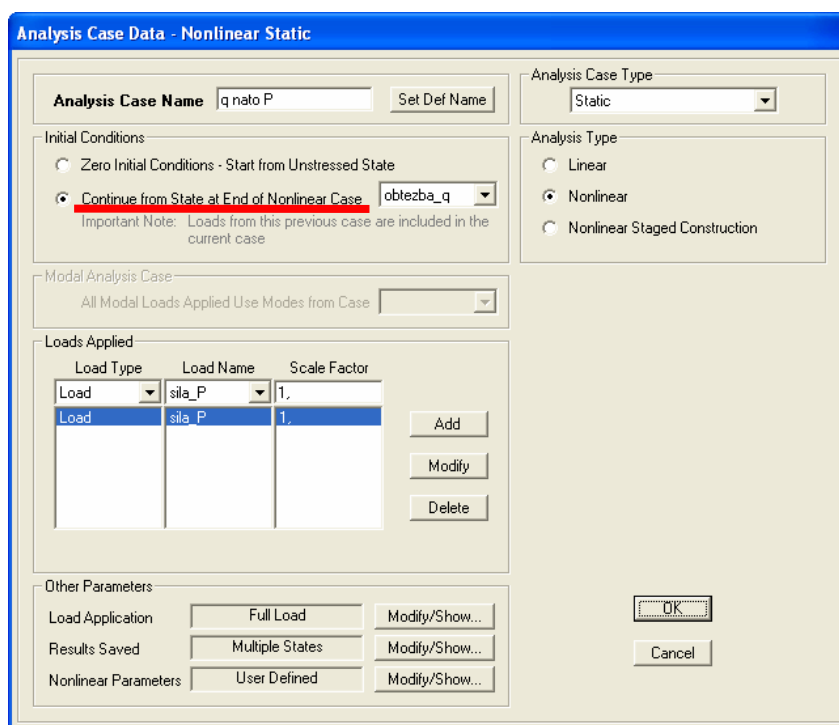 Analysis Case Data - Nonlinear Static
Analysis Case Name
q nato P
Set Def Name
Analysis Case Type
Static
Initial Conditions
Zero Initial Conditions - Start from Unstressed State
Continue from State at End of Nonlinear Case
obtezba_q
Important Note: Loads from this previous case are included in the
current case
Analysis Type
Linear
Nonlinear
Nonlinear Staged Construction
Modal Analysis Case
All Modal Loads Applied Use Modes from Case
Loads Applied
Load Type Load Name Scale Factor
Load sila_P 1,
Load sila_P 1,
Add
Modify
Delete
Other Parameters
Load Application Full Load Modify/Show...
Results Saved Multiple States Modify/Show...
Nonlinear Parameters User Defined Modify/Show...
OK
Cancel